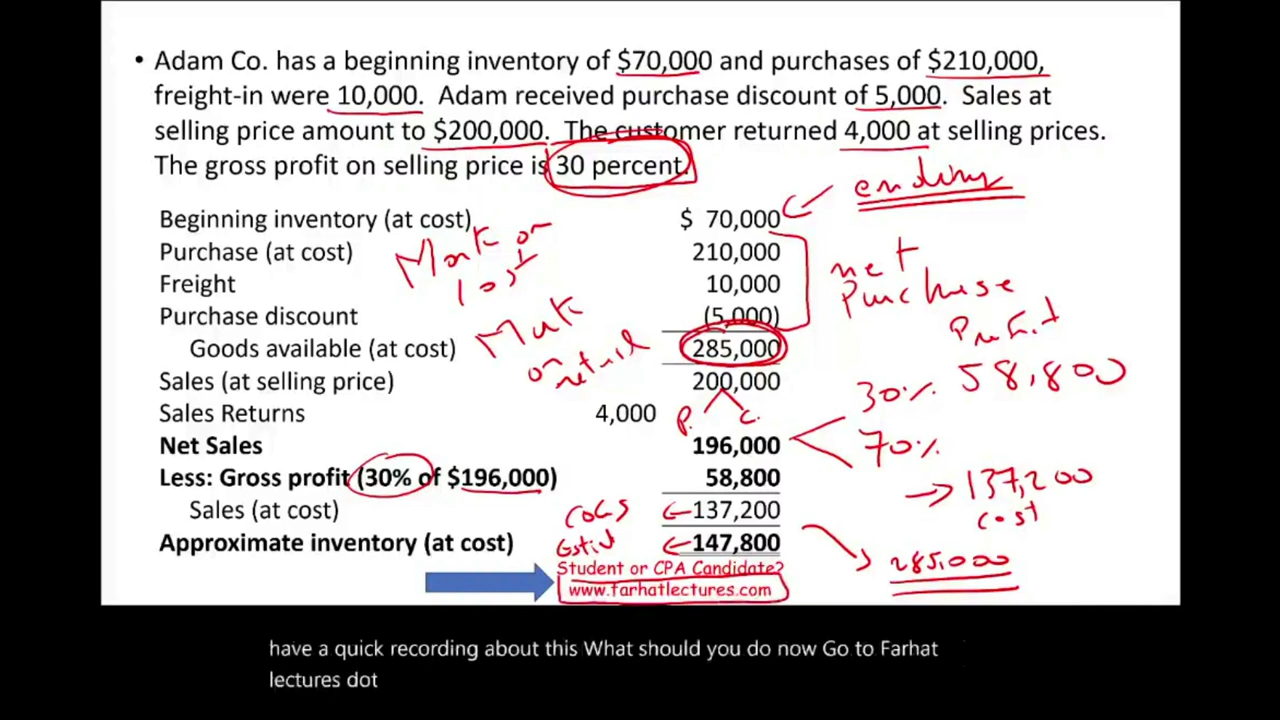 • Adam Co. has a beginning inventory of $70,000 and purchases of $210,000,
freight-in were 10,000. Adam received purchase discount of 5,000. Sales at
selling price amount to $200,000. The customer returned 4,000 at selling prices.
The gross profit on selling price is 30 percent.
ending
Beginning inventory (at cost) $ 70,000
Purchase (at cost) 210,000
Freight 10,000
Purchase discount (5,000)
Goods available (at cost) 285,000
Sales (at selling price) 200,000
Sales Returns 4,000
Net Sales 196,000
Less: Gross profit (30% of $196,000) 58,800
Sales (at cost) 137,200
Approximate inventory (at cost) 147,800
Mark on
cost
Mark
on
retail
net
Purchase
Profit
30% 58,800
70%
137,200
cost
P. C.
COGS
285,000
Student or CPA Candidate?
www.farhatlectures.com
have a quick recording about this What should you do now Go to Farhat
lectures dot